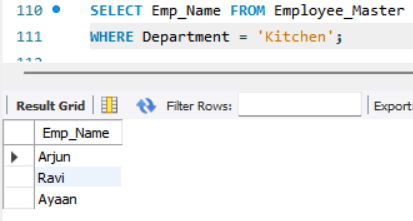 110 SELECT Emp_Name FROM Employee_Master
111 WHERE Department = 'Kitchen';
Result Grid Filter Rows: Export:
Emp_Name
Arjun
Ravi
Ayaan